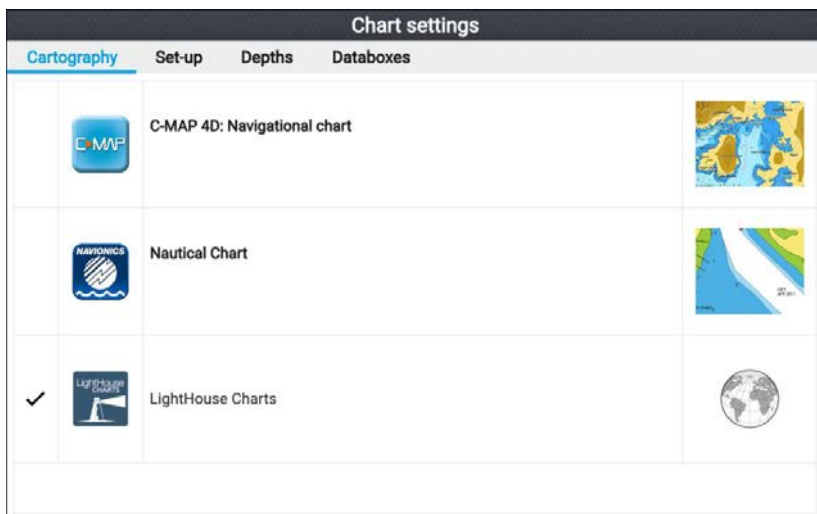 Chart settings
Cartography Set-up Depths Databoxes
C-MAP
C-MAP 4D: Navigational chart
NAVIONICS
Nautical Chart
LightHouse
CHARTS
LightHouse Charts